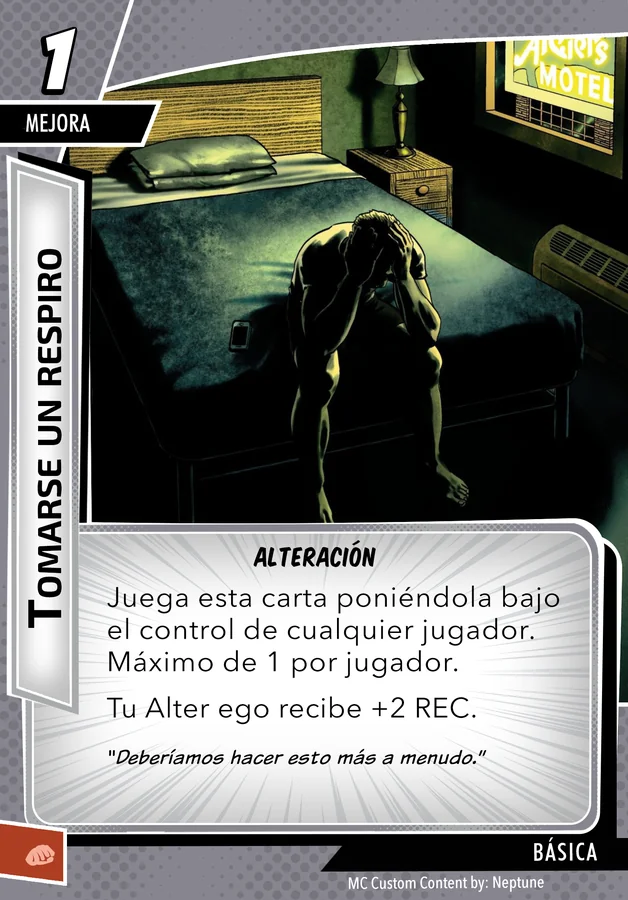 1
MEJORA
TOMARSE UN RESPIRO
MOTEL
ALTERACIÓN
Juega esta carta poniéndola bajo
el control de cualquier jugador.
Máximo de 1 por jugador.
Tu Alter ego recibe +2 REC.
"Deberíamos hacer esto más a menudo."
BÁSICA
MC Custom Content by: Neptune